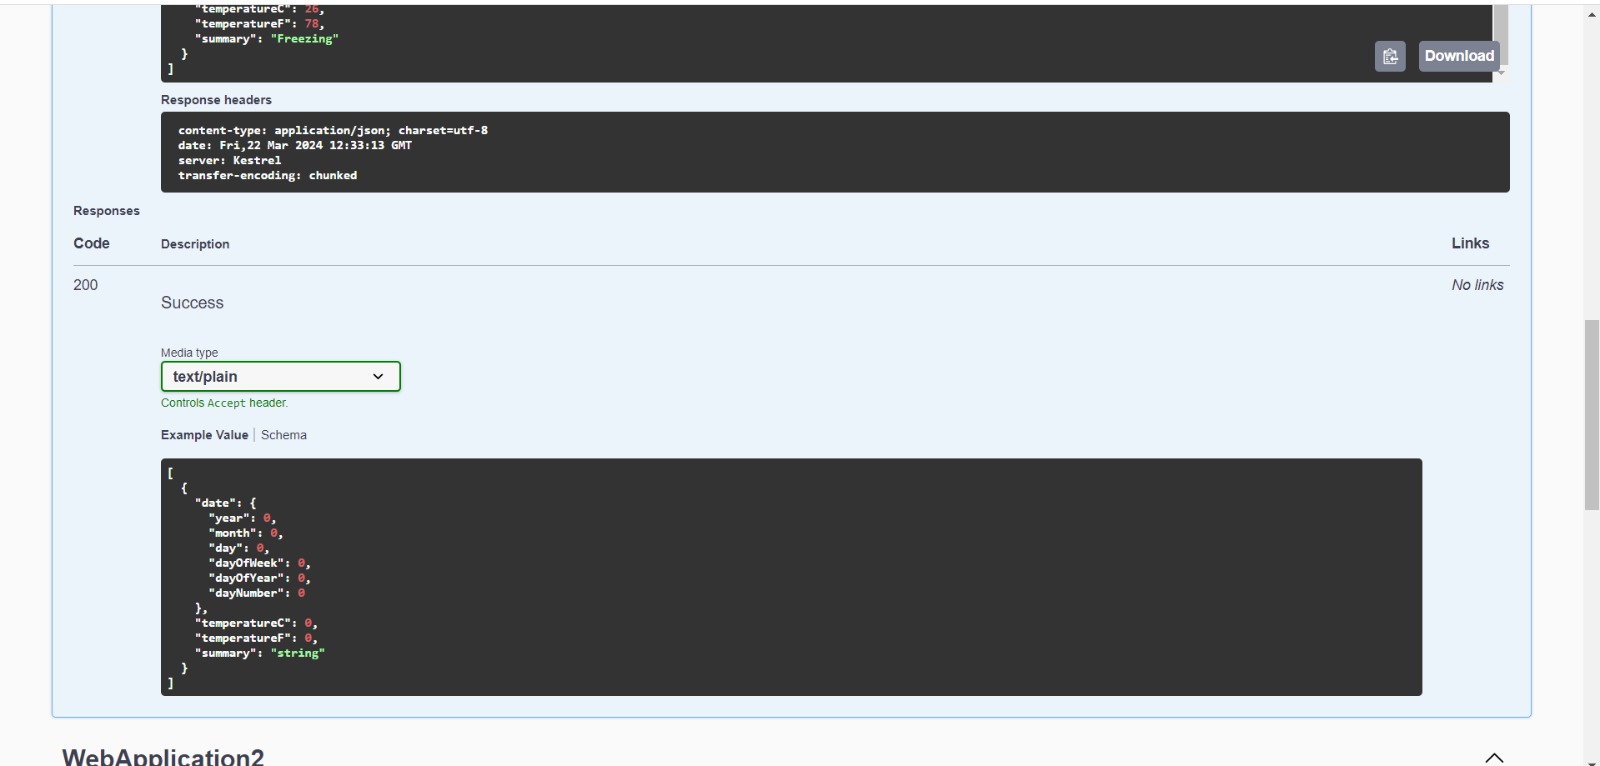 "temperatureC": 26,
"temperatureF": 78,
"summary": "Freezing"
}
]
Download
Response headers
content-type: application/json; charset=utf-8
date: Fri,22 Mar 2024 12:33:13 GMT
server: Kestrel
transfer-encoding: chunked
Responses
Code Description Links
200 Success No links
Media type
text/plain
Controls Accept header.
Example Value | Schema
[
{
"date": {
"year": 0,
"month": 0,
"day": 0,
"dayOfWeek": 0,
"dayOfYear": 0,
"dayNumber": 0
},
"temperatureC": 0,
"temperatureF": 0,
"summary": "string"
}
]
WebApplication2